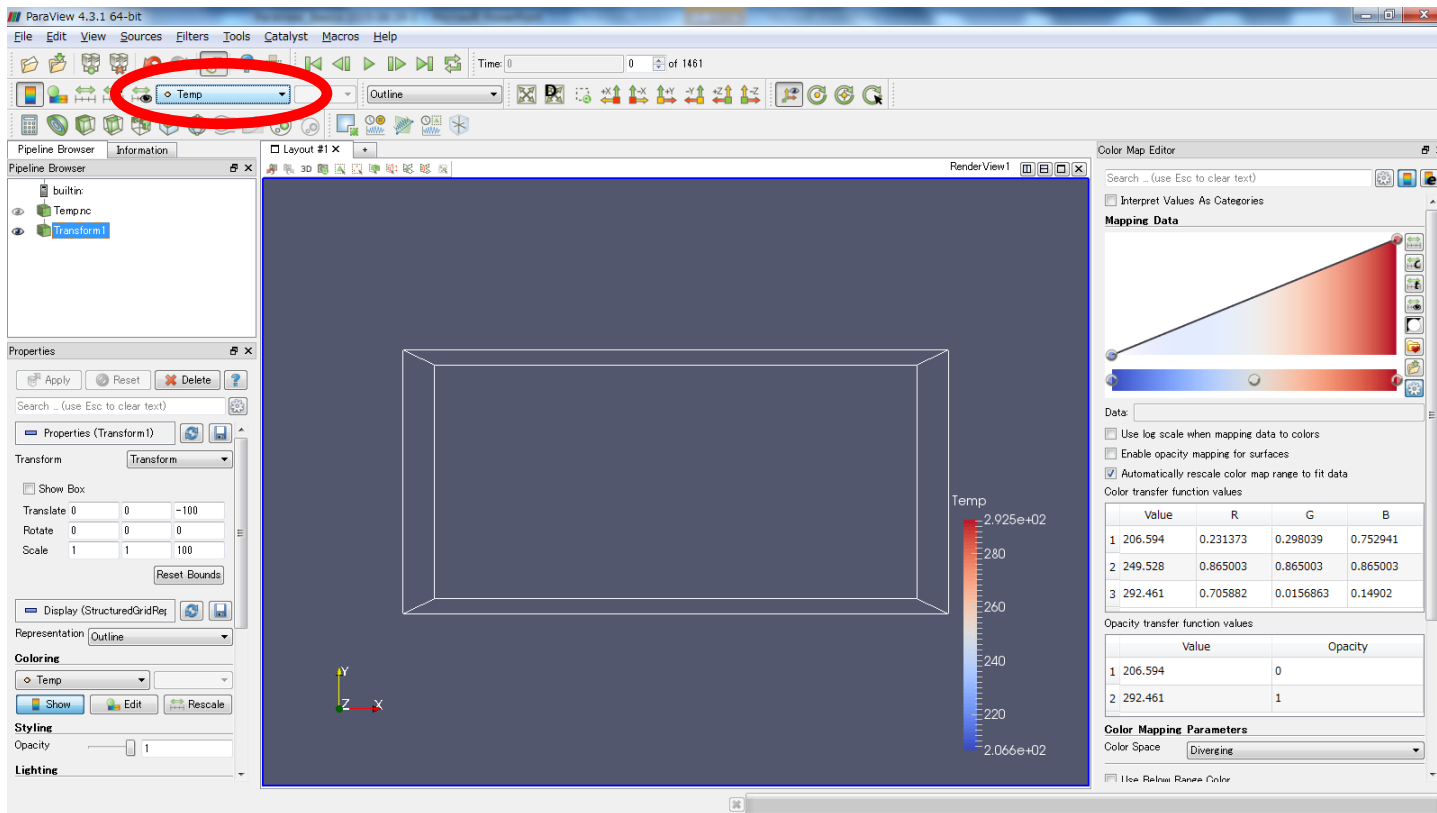 ParaView 4.3.1 64-bit
File Edit View Sources Filters Tools Catalyst Macros Help
Time: 0 0 of 1461
Temp Outline
+X -X +Y -Y +Z -Z
Pipeline Browser Information
Layout #1 +
Pipeline Browser
3D
RenderView1
Color Map Editor
builtin:
Temp.nc
Transform1
Search ... (use Esc to clear text)
Interpret Values As Categories
Mapping Data
Properties
Apply Reset Delete ?
Search ... (use Esc to clear text)
Properties (Transform1)
Transform Transform
Show Box
Translate 0 0 -100
Rotate 0 0 0
Scale 1 1 100
Reset Bounds
Display (StructuredGridRep
Representation Outline
Coloring
Temp
Show Edit Rescale
Styling
Opacity 1
Lighting
Temp
2.925e+02
280
260
240
220
2.066e+02
Y
Z X
Data:
Use log scale when mapping data to colors
Enable opacity mapping for surfaces
Automatically rescale color map range to fit data
Color transfer function values
Value R G B
1 206.594 0.231373 0.298039 0.752941
2 249.528 0.865003 0.865003 0.865003
3 292.461 0.705882 0.0156863 0.14902
Opacity transfer function values
Value Opacity
1 206.594 0
2 292.461 1
Color Mapping Parameters
Color Space Diverging
Use Below Range Color